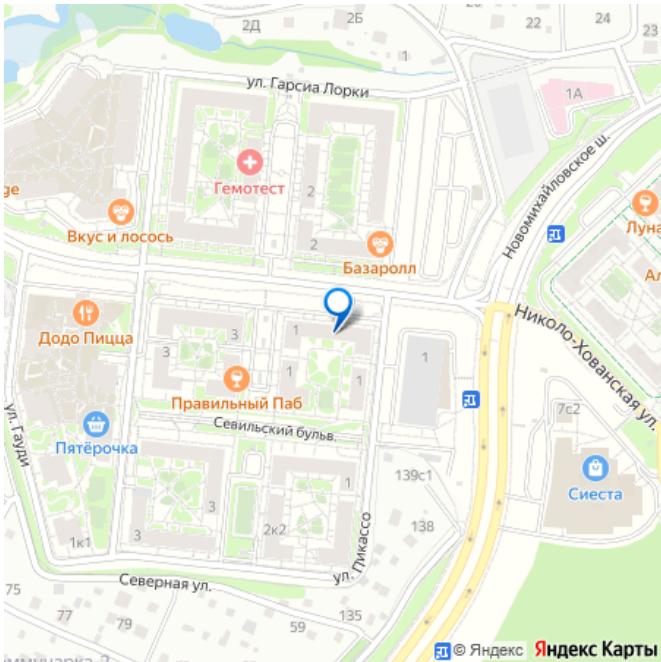 2Д
2Б
20
24
22
23
1
ул. Гарсиа Лорки
1А
Новомихайловское ш.
Гемотест
2
ge
Вкус и лосось
2
Луна
Базаролл
Ал
Додо Пицца
3
3
1
1
1
1
Николо-Хованская ул.
Правильный Паб
7с2
ул. Гауди
Пятёрочка
Севильский бульв.
Сиеста
139с1
1
3
3
2к2
138
1к1
ул. Пикассо
Северная ул.
75
77
79
59
135
© Яндекс Яндекс Карты